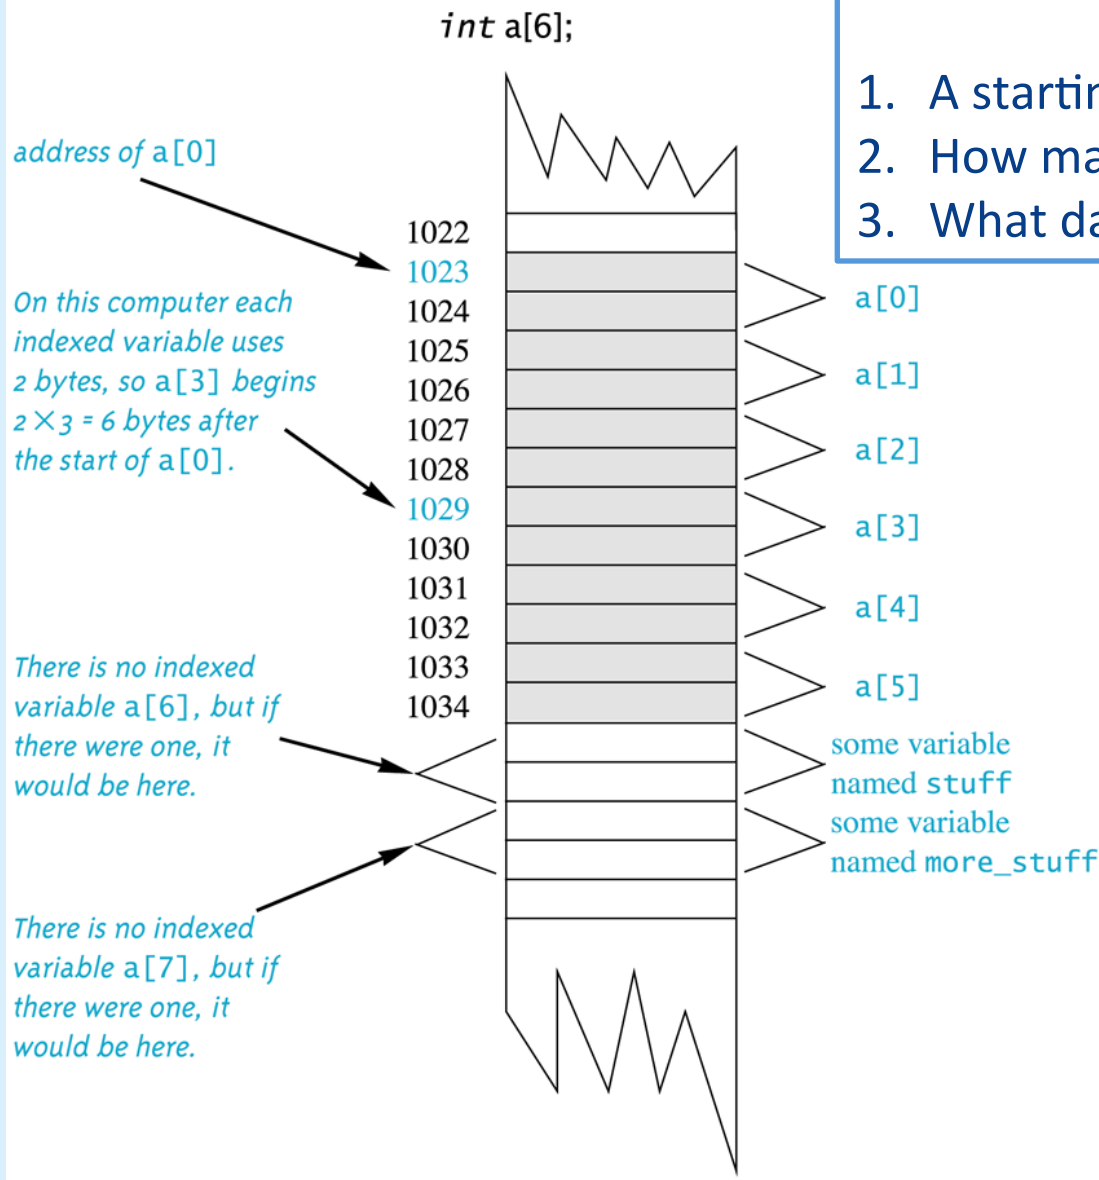 int a[6];
1. A
2. How
3. What
address of a[0]
On this computer each
indexed variable uses
2 bytes, so a[3] begins
2 × 3 = 6 bytes after
the start of a[0].
There is no indexed
variable a[6], but if
there were one, it
would be here.
There is no indexed
variable a[7], but if
there were one, it
would be here.
1022
1023
1024
1025
1026
1027
1028
1029
1030
1031
1032
1033
1034
a[0]
a[1]
a[2]
a[3]
a[4]
a[5]
some variable
named stuff
some variable
named more_stuff